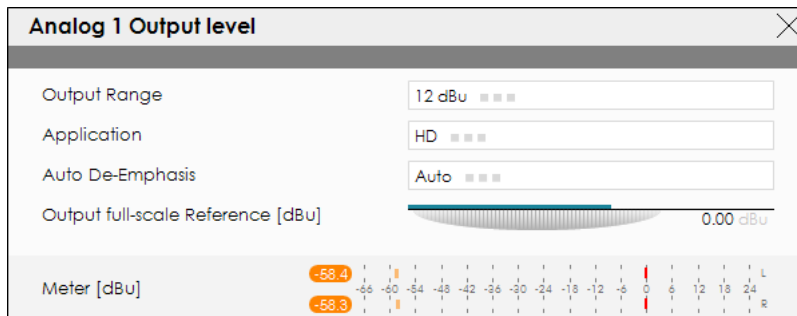 Analog 1 Output level
Output Range 12 dBu
Application HD
Auto De-Emphasis Auto
Output full-scale Reference [dBu] 0.00 dBu
-58.4 L
Meter [dBu] -66 -60 -54 -48 -42 -36 -30 -24 -18 -12 -6 0 6 12 18 24
-58.3 R